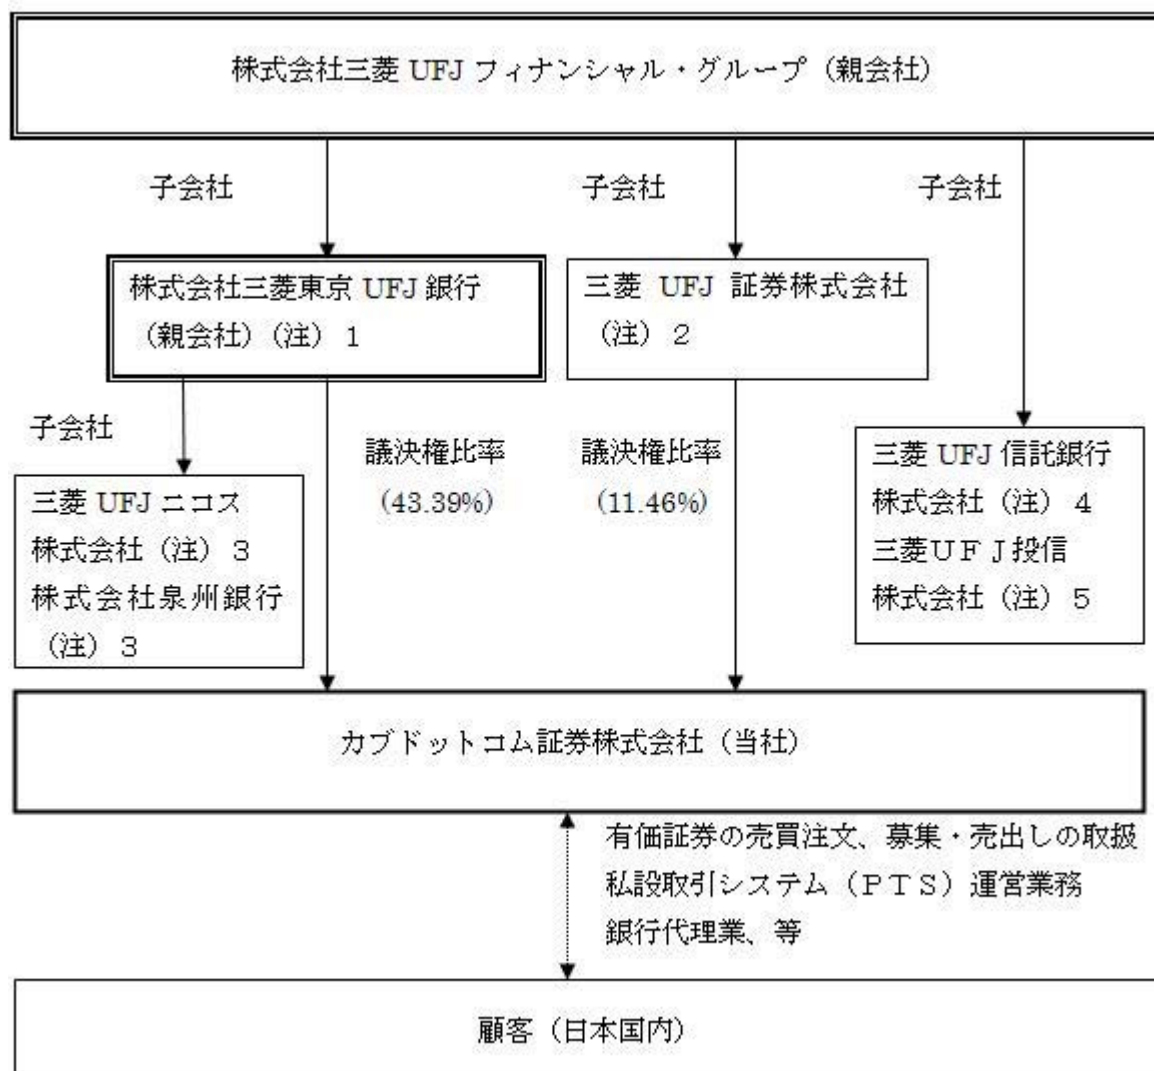 株式会社三菱 UFJ フィナンシャル・グループ（親会社）
子会社
子会社
子会社
株式会社三菱東京 UFJ 銀行
（親会社）（注）１
三菱 UFJ 証券株式会社
（注）２
子会社
議決権比率
(43.39%)
議決権比率
(11.46%)
三菱 UFJ ニコス
株式会社（注）３
株式会社泉州銀行
（注）３
三菱 UFJ 信託銀行
株式会社（注）４
三菱ＵＦＪ投信
株式会社（注）５
カブドットコム証券株式会社（当社）
有価証券の売買注文、募集・売出しの取扱
私設取引システム（ＰＴＳ）運営業務
銀行代理業、等
顧客（日本国内）